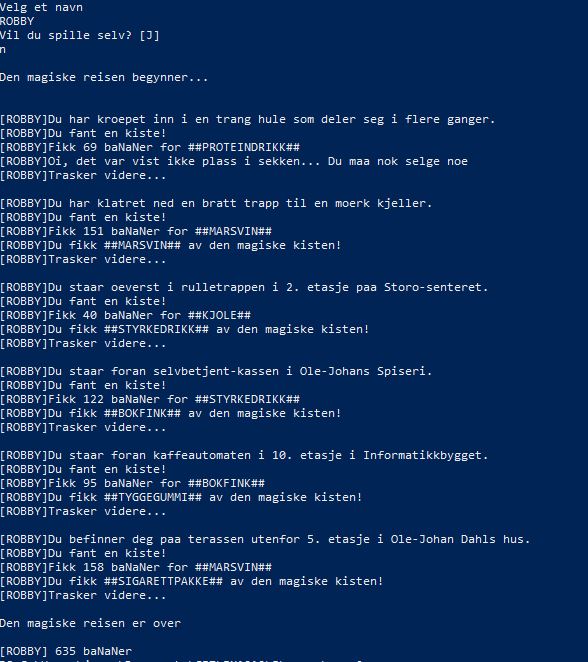 Velg et navn
ROBBY
Vil du spille selv? [J]
n
Den magiske reisen begynner...
[ROBBY]Du har kroepet inn i en trang hule som deler seg i flere ganger.
[ROBBY]Du fant en kiste!
[ROBBY]Fikk 69 baNaNer for ##PROTEINDRIKK##
[ROBBY]Oi, det var vist ikke plass i sekken... Du maa nok selge noe
[ROBBY]Trasker videre...
[ROBBY]Du har klatret ned en bratt trapp til en moerk kjeller.
[ROBBY]Du fant en kiste!
[ROBBY]Fikk 151 baNaNer for ##MARSVIN##
[ROBBY]Du fikk ##MARSVIN## av den magiske kisten!
[ROBBY]Trasker videre...
[ROBBY]Du staar oeverst i rulletrappen i 2. etasje paa Storo-senteret.
[ROBBY]Du fant en kiste!
[ROBBY]Fikk 40 baNaNer for ##KJOLE##
[ROBBY]Du fikk ##STYRKEDRIKK## av den magiske kisten!
[ROBBY]Trasker videre...
[ROBBY]Du staar foran selvbetjent-kassen i Ole-Johans Spiseri.
[ROBBY]Du fant en kiste!
[ROBBY]Fikk 122 baNaNer for ##STYRKEDRIKK##
[ROBBY]Du fikk ##BOKFINK## av den magiske kisten!
[ROBBY]Trasker videre...
[ROBBY]Du staar foran kaffeautomaten i 10. etasje i Informatikkbygget.
[ROBBY]Du fant en kiste!
[ROBBY]Fikk 95 baNaNer for ##BOKFINK##
[ROBBY]Du fikk ##TYGGEGUMMI## av den magiske kisten!
[ROBBY]Trasker videre...
[ROBBY]Du befinner deg paa terassen utenfor 5. etasje i Ole-Johan Dahls hus.
[ROBBY]Du fant en kiste!
[ROBBY]Fikk 158 baNaNer for ##MARSVIN##
[ROBBY]Du fikk ##SIGARETTPAKKE## av den magiske kisten!
[ROBBY]Trasker videre...
Den magiske reisen er over
[ROBBY] 635 baNaNer